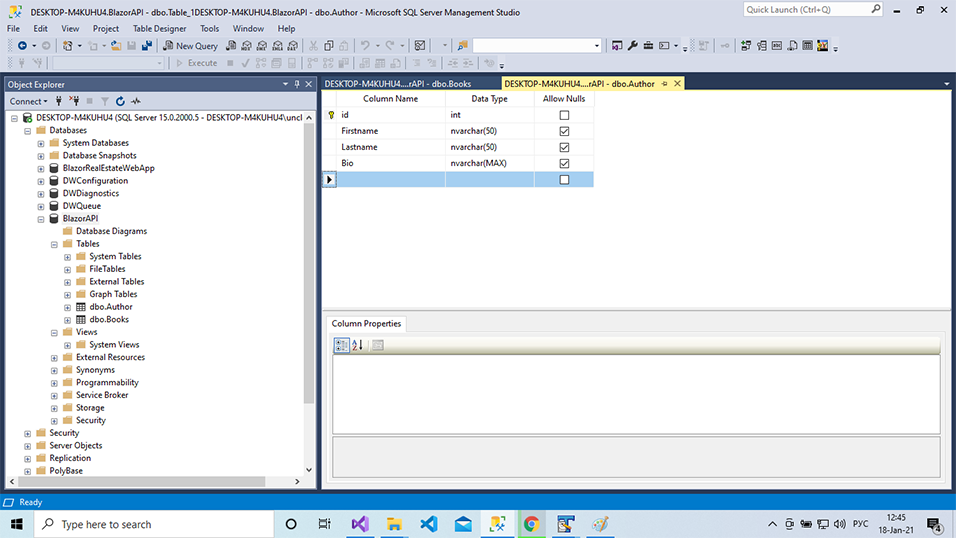 DESKTOP-M4KUHU4.BlazorAPI - dbo.Table_1DESKTOP-M4KUHU4.BlazorAPI - dbo.Author - Microsoft SQL Server Management Studio
Quick Launch (Ctrl+Q)
File Edit View Project Table Designer Tools Window Help
New Query
Execute
Object Explorer
DESKTOP-M4KUHU4....rAPI - dbo.Books
DESKTOP-M4KUHU4....rAPI - dbo.Author
Connect
Column Name Data Type Allow Nulls
id int
Firstname nvarchar(50)
Lastname nvarchar(50)
Bio nvarchar(MAX)
DESKTOP-M4KUHU4 (SQL Server 15.0.2000.5 - DESKTOP-M4KUHU4\uncl
Databases
System Databases
Database Snapshots
BlazorRealEstateWebApp
DWConfiguration
DWDiagnostics
DWQueue
BlazorAPI
Database Diagrams
Tables
System Tables
FileTables
External Tables
Graph Tables
dbo.Author
dbo.Books
Views
System Views
External Resources
Synonyms
Programmability
Service Broker
Storage
Security
Security
Server Objects
Replication
PolyBase
Column Properties
Ready
Type here to search
РУС
12:45
18-Jan-21
4